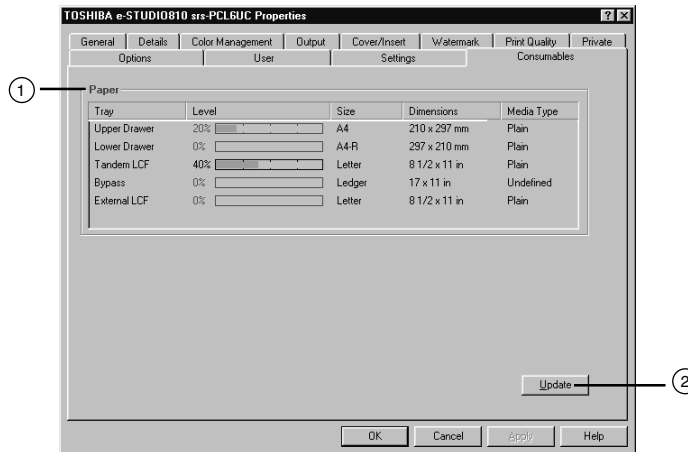 TOSHIBA e-STUDIO810 srs-PCL6UC Properties
General Details Color Management Output Cover/Insert Watermark Print Quality Private
Options User Settings Consumables
1
Paper
Tray Level Size Dimensions Media Type
Upper Drawer 20% A4 210 x 297 mm Plain
Lower Drawer 0% A4-R 297 x 210 mm Plain
Tandem LCF 40% Letter 8 1/2 x 11 in Plain
Bypass 0% Ledger 17 x 11 in Undefined
External LCF 0% Letter 8 1/2 x 11 in Plain
Update
2
OK Cancel Apply Help